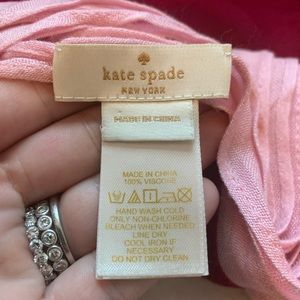 kate spade
NEW YORK
MADE IN CHINA
MADE IN CHINA
100% VISCOSE
HAND WASH COLD
ONLY NON-CHLORINE
BLEACH WHEN NEEDED
LINE DRY
COOL IRON IF
NECESSARY
DO NOT DRY CLEAN